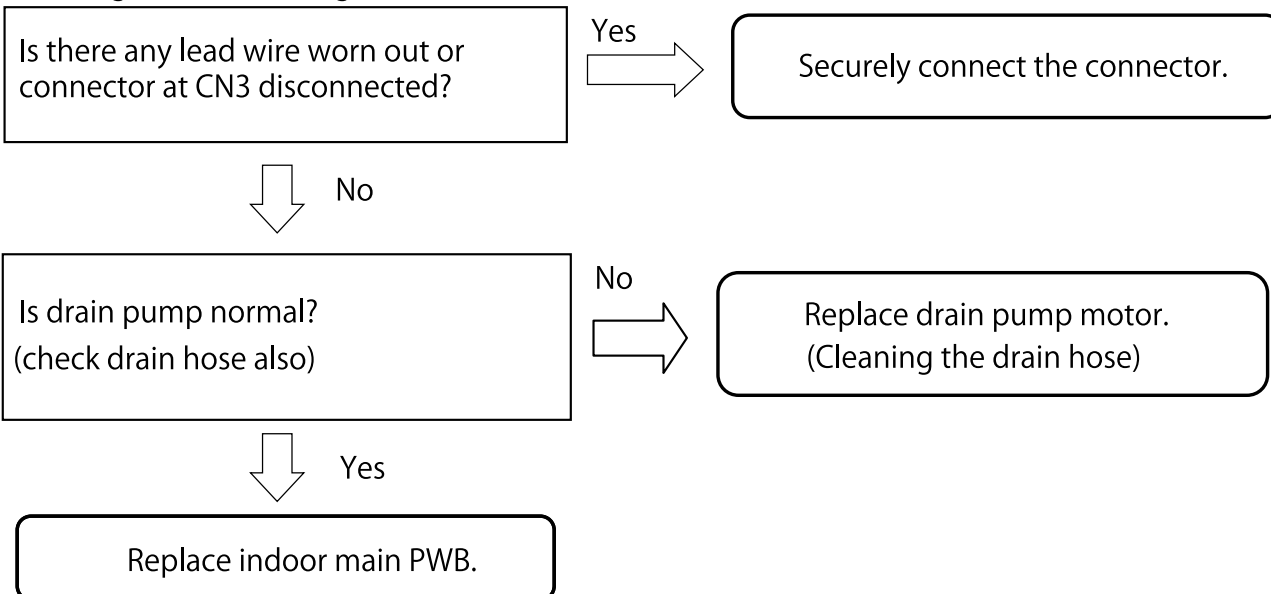 Is there any lead wire worn out or
connector at CN3 disconnected?
Yes
Securely connect the connector.
No
Is drain pump normal?
(check drain hose also)
No
Replace drain pump motor.
(Cleaning the drain hose)
Yes
Replace indoor main PWB.